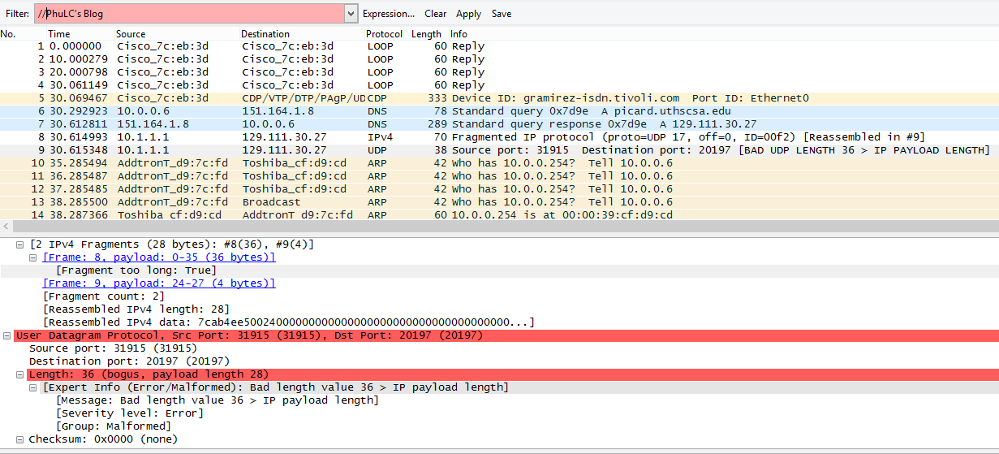 Filter: //PhuLC's Blog Expression... Clear Apply Save
No. Time Source Destination Protocol Length Info
1 0.000000 Cisco_7c:eb:3d Cisco_7c:eb:3d LOOP 60 Reply
2 10.000279 Cisco_7c:eb:3d Cisco_7c:eb:3d LOOP 60 Reply
3 20.000798 Cisco_7c:eb:3d Cisco_7c:eb:3d LOOP 60 Reply
4 30.061149 Cisco_7c:eb:3d Cisco_7c:eb:3d LOOP 60 Reply
5 30.069467 Cisco_7c:eb:3d CDP/VTP/DTP/PAgP/UD CDP 333 Device ID: gramirez-isdn.tivoli.com Port ID: Ethernet0
6 30.292923 10.0.0.6 151.164.1.8 DNS 78 Standard query 0x7d9e A picard.uthscsa.edu
7 30.612811 151.164.1.8 10.0.0.6 DNS 289 Standard query response 0x7d9e A 129.111.30.27
8 30.614993 10.1.1.1 129.111.30.27 IPv4 70 Fragmented IP protocol (proto=UDP 17, off=0, ID=00f2) [Reassembled in #9]
9 30.615348 10.1.1.1 129.111.30.27 UDP 38 Source port: 31915 Destination port: 20197 [BAD UDP LENGTH 36 > IP PAYLOAD LENGTH]
10 35.285494 AddtronT_d9:7c:fd Toshiba_cf:d9:cd ARP 42 Who has 10.0.0.254? Tell 10.0.0.6
11 36.285487 AddtronT_d9:7c:fd Toshiba_cf:d9:cd ARP 42 Who has 10.0.0.254? Tell 10.0.0.6
12 37.285485 AddtronT_d9:7c:fd Toshiba_cf:d9:cd ARP 42 Who has 10.0.0.254? Tell 10.0.0.6
13 38.285500 AddtronT_d9:7c:fd Broadcast ARP 42 Who has 10.0.0.254? Tell 10.0.0.6
14 38.287366 Toshiba_cf:d9:cd AddtronT_d9:7c:fd ARP 60 10.0.0.254 is at 00:00:39:cf:d9:cd
[2 IPv4 Fragments (28 bytes): #8(36), #9(4)]
[Frame: 8, payload: 0-35 (36 bytes)]
[Fragment too long: True]
[Frame: 9, payload: 24-27 (4 bytes)]
[Fragment count: 2]
[Reassembled IPv4 length: 28]
[Reassembled IPv4 data: 7cab4ee500240000000000000000000000000000000000000...]
User Datagram Protocol, Src Port: 31915 (31915), Dst Port: 20197 (20197)
Source port: 31915 (31915)
Destination port: 20197 (20197)
Length: 36 (bogus, payload length 28)
[Expert Info (Error/Malformed): Bad length value 36 > IP payload length]
[Message: Bad length value 36 > IP payload length]
[Severity level: Error]
[Group: Malformed]
Checksum: 0x0000 (none)